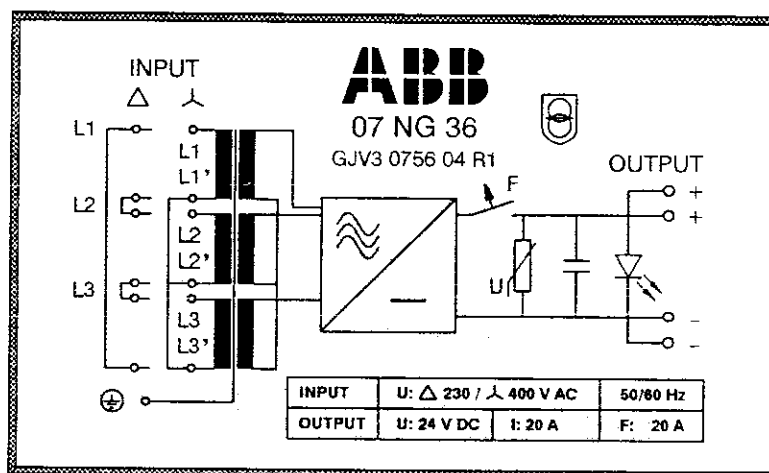 ABB
07 NG 36
GJV3 0756 04 R1
INPUT
△ ⅄
L1
L1
L1'
L2
L2
L2'
L3
L3
L3'
F
U
OUTPUT
+
+
−
−
INPUT U: △ 230 / ⅄ 400 V AC 50/60 Hz
OUTPUT U: 24 V DC I: 20 A F: 20 A